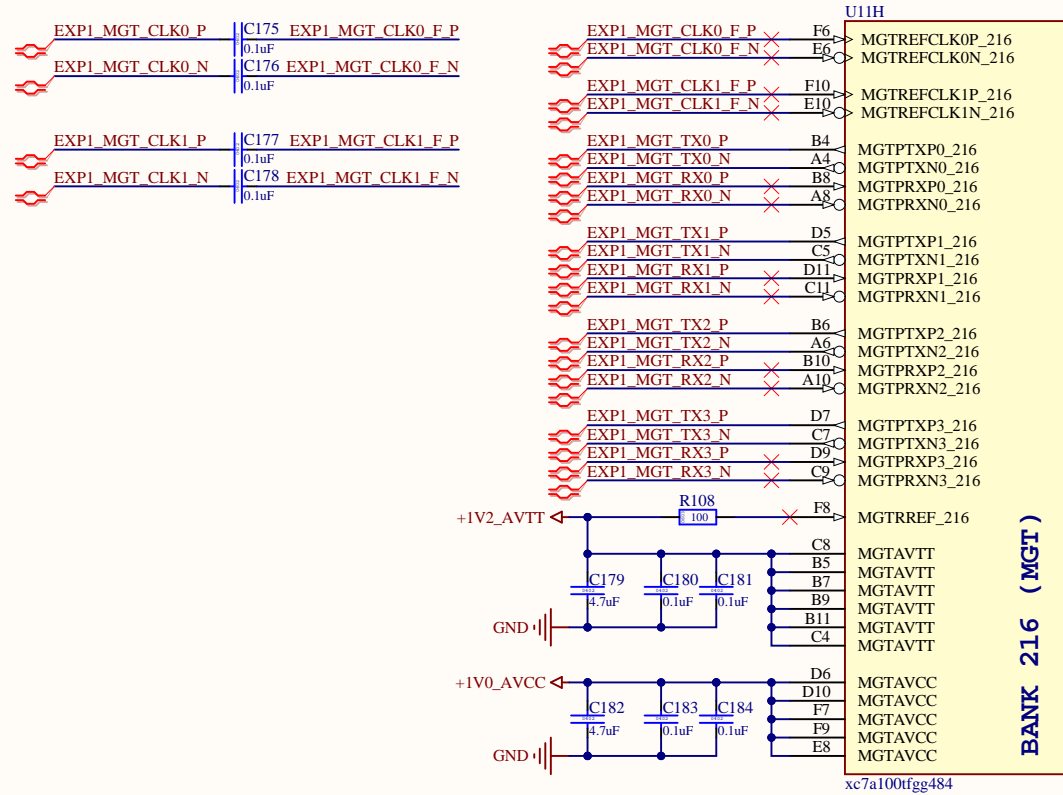 U11H
EXP1_MGT_CLK0_P C175 EXP1_MGT_CLK0_F_P
0.1uF
EXP1_MGT_CLK0_N C176 EXP1_MGT_CLK0_F_N
0.1uF
EXP1_MGT_CLK1_P C177 EXP1_MGT_CLK1_F_P
0.1uF
EXP1_MGT_CLK1_N C178 EXP1_MGT_CLK1_F_N
0.1uF
EXP1_MGT_CLK0_F_P F6 MGTREFCLK0P_216
EXP1_MGT_CLK0_F_N E6 MGTREFCLK0N_216
EXP1_MGT_CLK1_F_P F10 MGTREFCLK1P_216
EXP1_MGT_CLK1_F_N E10 MGTREFCLK1N_216
EXP1_MGT_TX0_P B4 MGTPTXP0_216
EXP1_MGT_TX0_N A4 MGTPTXN0_216
EXP1_MGT_RX0_P B8 MGTPRXP0_216
EXP1_MGT_RX0_N A8 MGTPRXN0_216
EXP1_MGT_TX1_P D5 MGTPTXP1_216
EXP1_MGT_TX1_N C5 MGTPTXN1_216
EXP1_MGT_RX1_P D11 MGTPRXP1_216
EXP1_MGT_RX1_N C11 MGTPRXN1_216
EXP1_MGT_TX2_P B6 MGTPTXP2_216
EXP1_MGT_TX2_N A6 MGTPTXN2_216
EXP1_MGT_RX2_P B10 MGTPRXP2_216
EXP1_MGT_RX2_N A10 MGTPRXN2_216
EXP1_MGT_TX3_P D7 MGTPTXP3_216
EXP1_MGT_TX3_N C7 MGTPTXN3_216
EXP1_MGT_RX3_P D9 MGTPRXP3_216
EXP1_MGT_RX3_N C9 MGTPRXN3_216
R108
+1V2_AVTT 100 F8 MGTRREF_216
C8 MGTAVTT
B5 MGTAVTT
C179 C180 C181 B7 MGTAVTT
4.7uF 0.1uF 0.1uF B9 MGTAVTT
GND B11 MGTAVTT
C4 MGTAVTT
+1V0_AVCC D6 MGTAVCC
D10 MGTAVCC
C182 C183 C184 F7 MGTAVCC
4.7uF 0.1uF 0.1uF F9 MGTAVCC
GND E8 MGTAVCC
BANK 216 (MGT)
xc7a100tfgg484